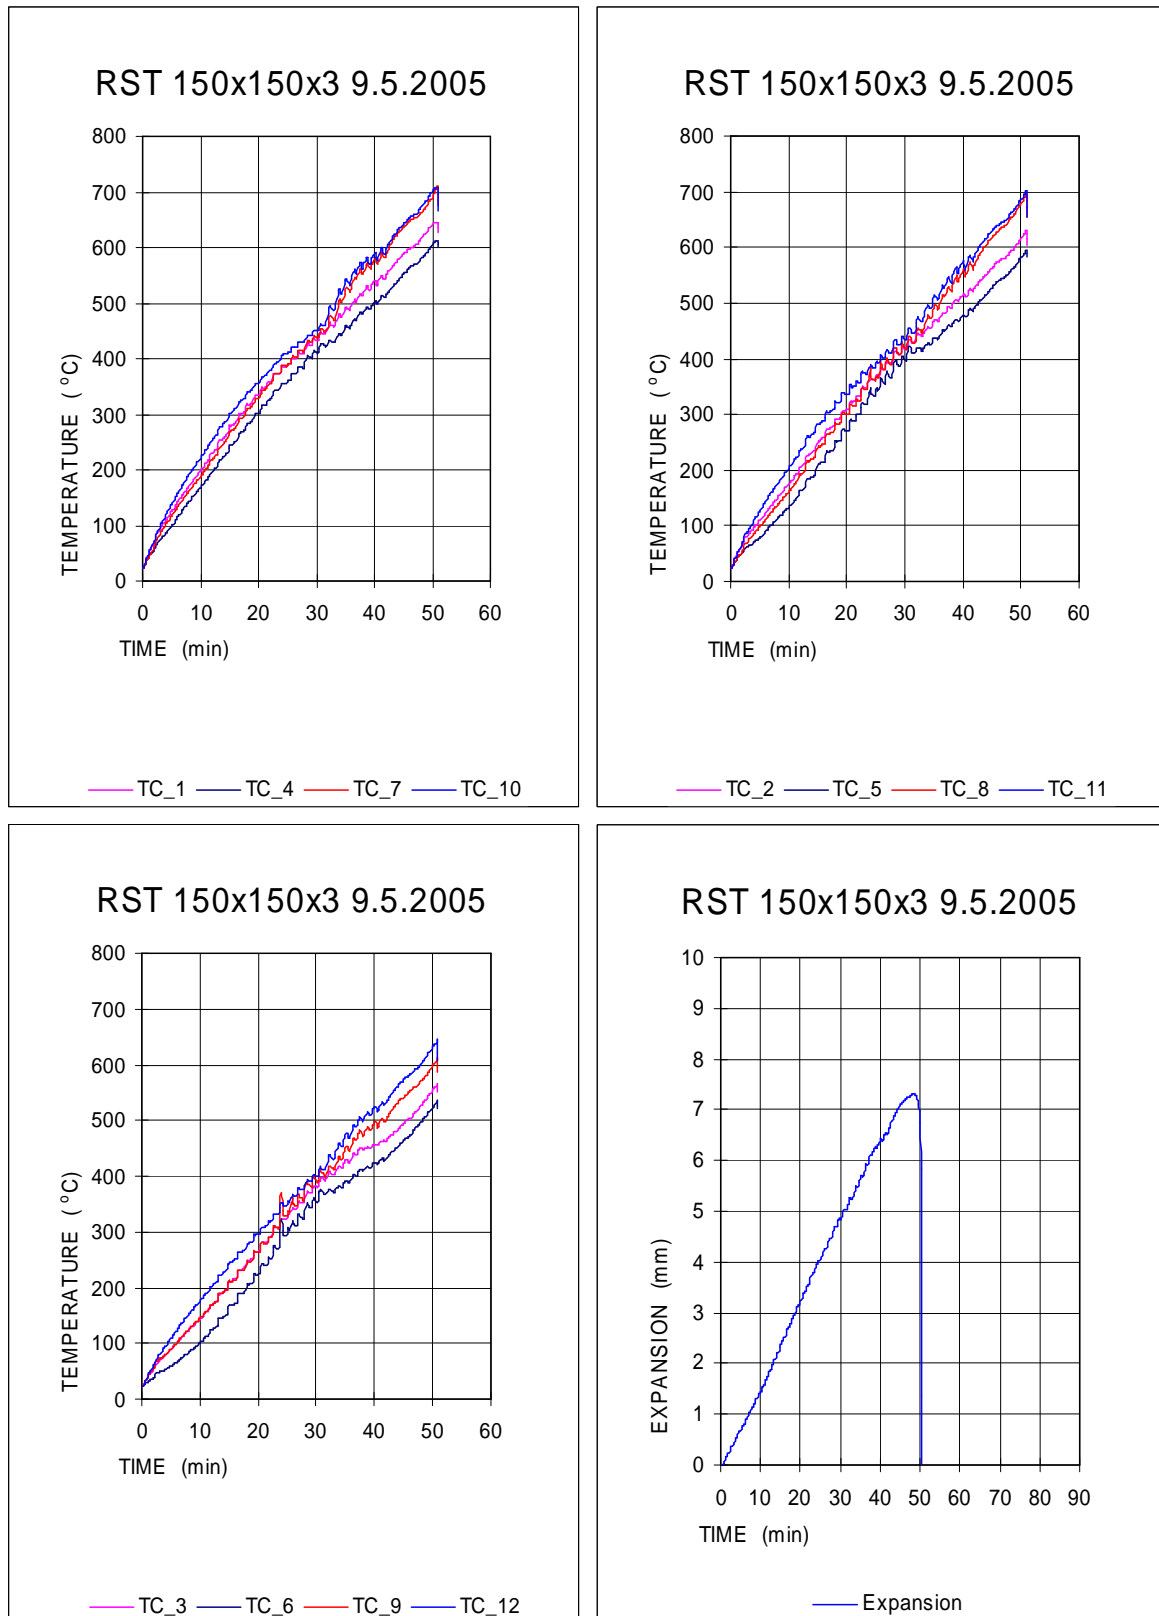 RST 150x150x3 9.5.2005
800
700
600
500
400
300
200
100
0
TEMPERATURE (°C)
0 10 20 30 40 50 60
TIME (min)
TC_1 TC_4 TC_7 TC_10
RST 150x150x3 9.5.2005
800
700
600
500
400
300
200
100
0
TEMPERATURE (°C)
0 10 20 30 40 50 60
TIME (min)
TC_2 TC_5 TC_8 TC_11
RST 150x150x3 9.5.2005
800
700
600
500
400
300
200
100
0
TEMPERATURE (°C)
0 10 20 30 40 50 60
TIME (min)
TC_3 TC_6 TC_9 TC_12
RST 150x150x3 9.5.2005
10
9
8
7
6
5
4
3
2
1
0
EXPANSION (mm)
0 10 20 30 40 50 60 70 80 90
TIME (min)
Expansion